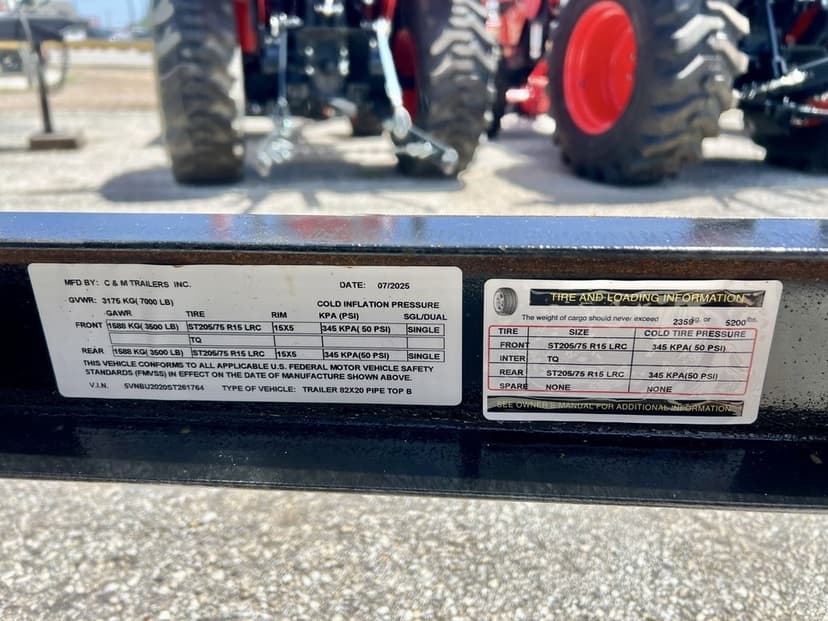 MFD BY: C & M TRAILERS INC. DATE: 07/2025
GVWR: 3175 KG(7000 LB) COLD INFLATION PRESSURE
GAWR TIRE RIM KPA (PSI) SGL/DUAL
FRONT 1588 KG( 3500 LB) ST205/75 R15 LRC 15X5 345 KPA( 50 PSI) SINGLE
TQ
REAR 1588 KG( 3500 LB) ST205/75 R15 LRC 15X5 345 KPA(50 PSI) SINGLE
THIS VEHICLE CONFORMS TO ALL APPLICABLE U.S. FEDERAL MOTOR VEHICLE SAFETY
STANDARDS (FMVSS) IN EFFECT ON THE DATE OF MANUFACTURE SHOWN ABOVE.
V.I.N. 5VNBU2020ST261764 TYPE OF VEHICLE: TRAILER 82X20 PIPE TOP B
TIRE AND LOADING INFORMATION
The weight of cargo should never exceed 2359 kg. or 5200 lbs.
TIRE SIZE COLD TIRE PRESSURE
FRONT ST205/75 R15 LRC 345 KPA( 50 PSI)
INTER TQ
REAR ST205/75 R15 LRC 345 KPA(50 PSI)
SPARE NONE NONE
SEE OWNER'S MANUAL FOR ADDITIONAL INFORMATION